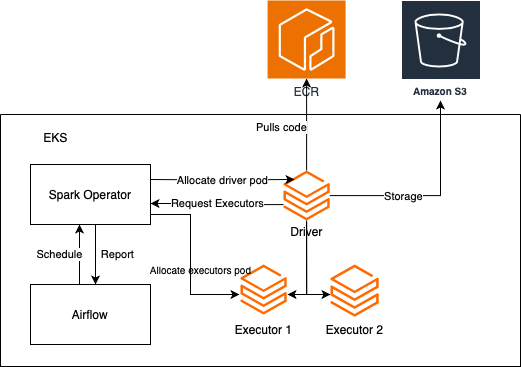 ECR
Amazon S3
Pulls code
EKS
Spark Operator
Allocate driver pod
Request Executors
Storage
Driver
Schedule
Report
Allocate executors pod
Airflow
Executor 1
Executor 2